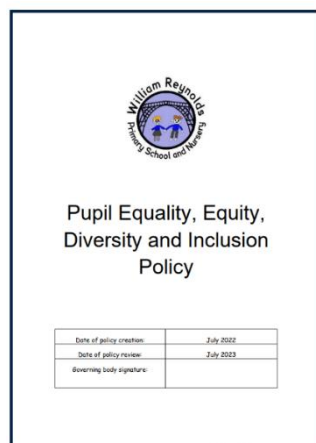 William Reynolds
Primary School and Nursery
Pupil Equality, Equity,
Diversity and Inclusion
Policy
Date of policy creation: July 2022
Date of policy review: July 2023
Governing body signature: